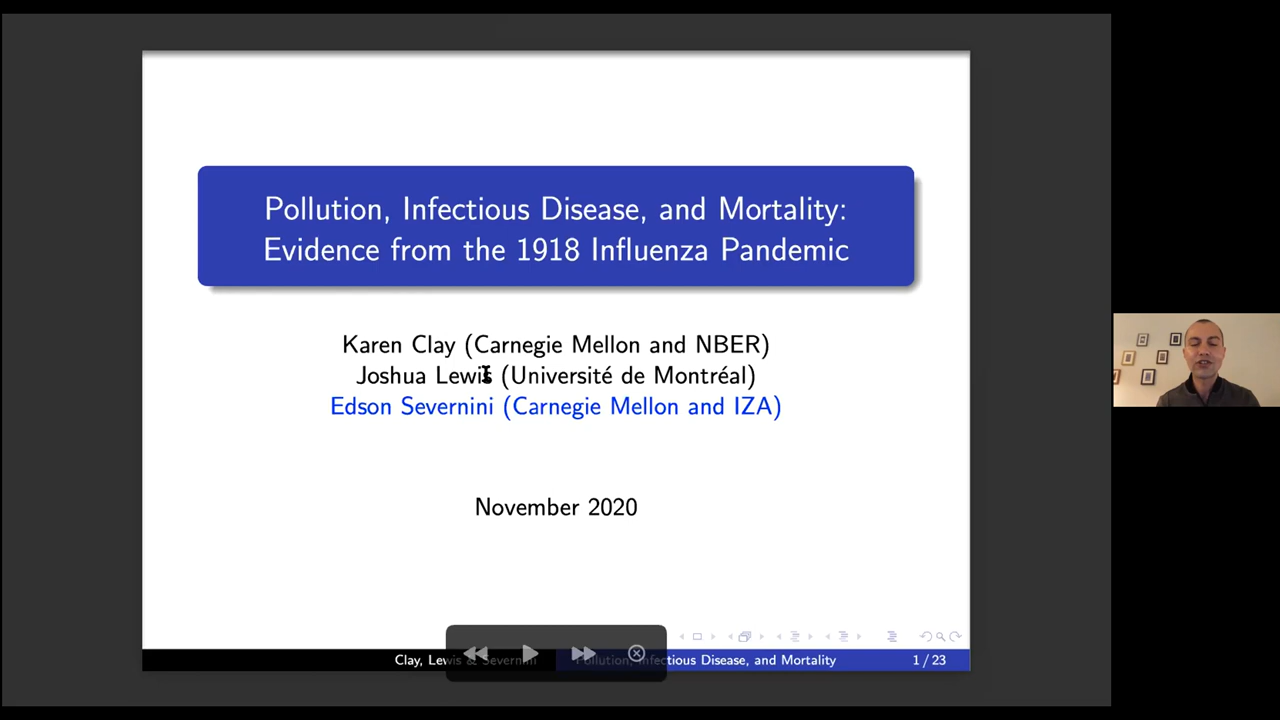 Pollution, Infectious Disease, and Mortality:
Evidence from the 1918 Influenza Pandemic
Karen Clay (Carnegie Mellon and NBER)
Joshua Lewis (Université de Montréal)
Edson Severnini (Carnegie Mellon and IZA)
November 2020
Clay, Lewis & Severnini
Pollution, Infectious Disease, and Mortality
1 / 23